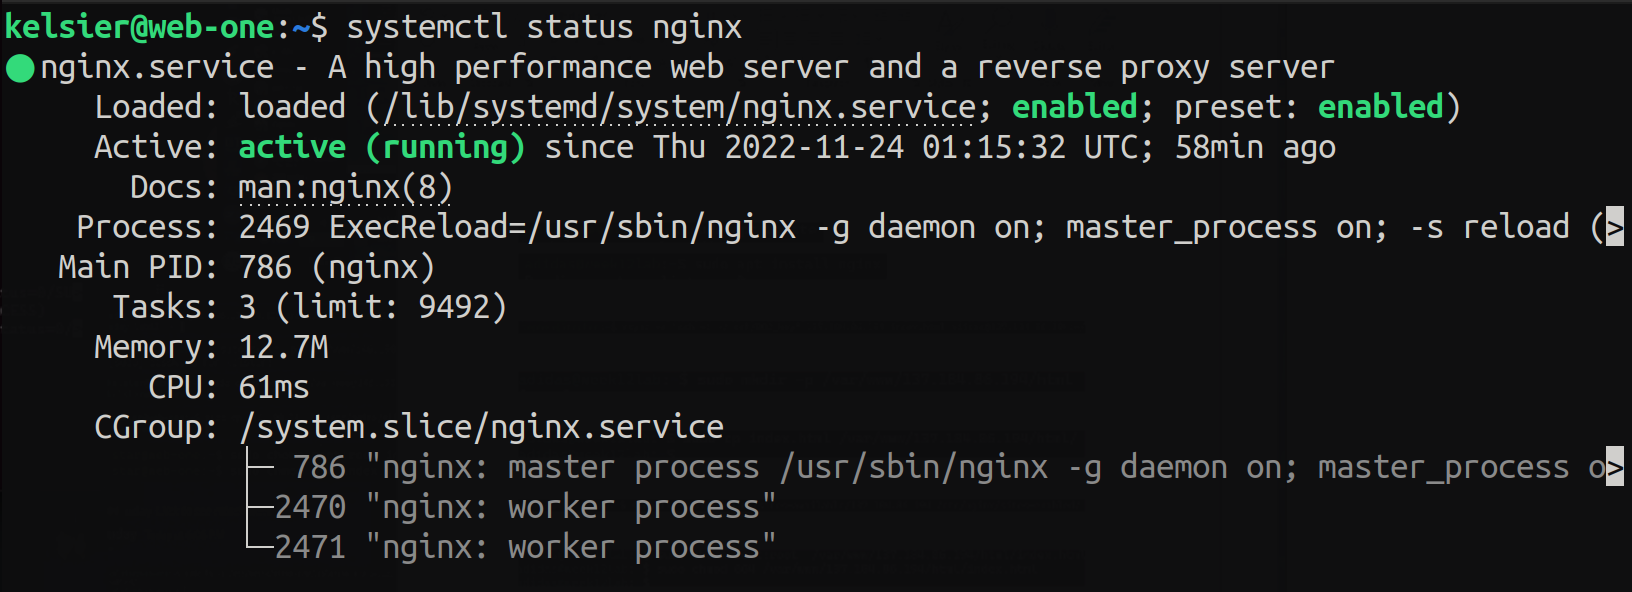 kelsier@web-one:~$ systemctl status nginx
● nginx.service - A high performance web server and a reverse proxy server
     Loaded: loaded (/lib/systemd/system/nginx.service; enabled; preset: enabled)
     Active: active (running) since Thu 2022-11-24 01:15:32 UTC; 58min ago
       Docs: man:nginx(8)
    Process: 2469 ExecReload=/usr/sbin/nginx -g daemon on; master_process on; -s reload (>
   Main PID: 786 (nginx)
      Tasks: 3 (limit: 9492)
     Memory: 12.7M
        CPU: 61ms
     CGroup: /system.slice/nginx.service
             ├─ 786 "nginx: master process /usr/sbin/nginx -g daemon on; master_process o>
             ├─2470 "nginx: worker process"
             └─2471 "nginx: worker process"